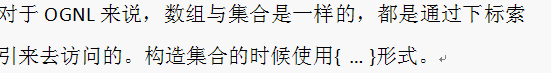 对于 OGNL 来说，数组与集合是一样的，都是通过下标索
引来去访问的。构造集合的时候使用{ … }形式。↵